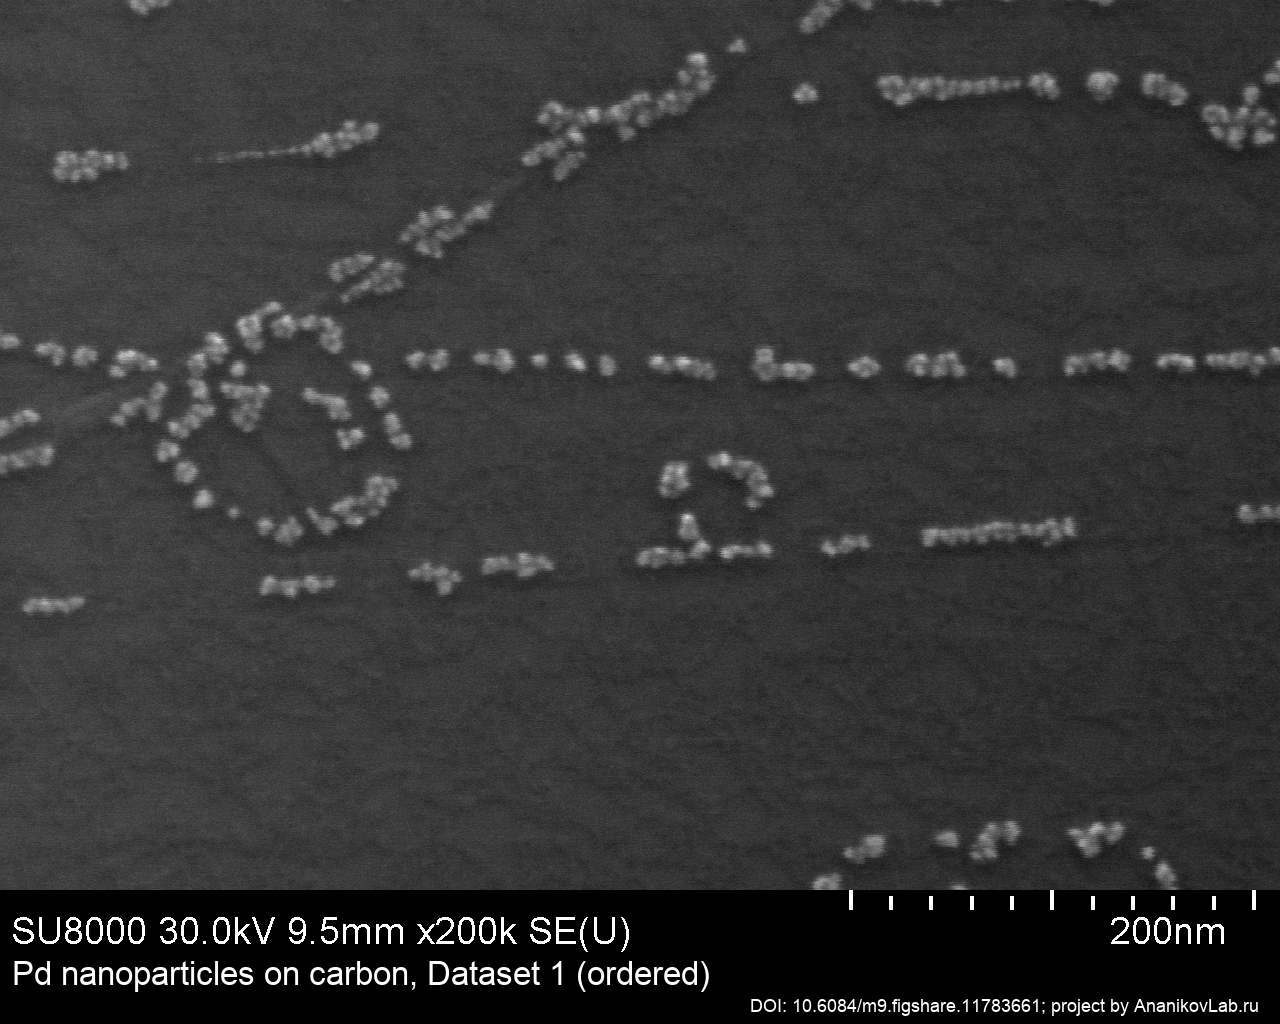 SU8000 30.0kV 9.5mm x200k SE(U)
200nm
Pd nanoparticles on carbon, Dataset 1 (ordered)
DOI: 10.6084/m9.figshare.11783661; project by AnanikovLab.ru